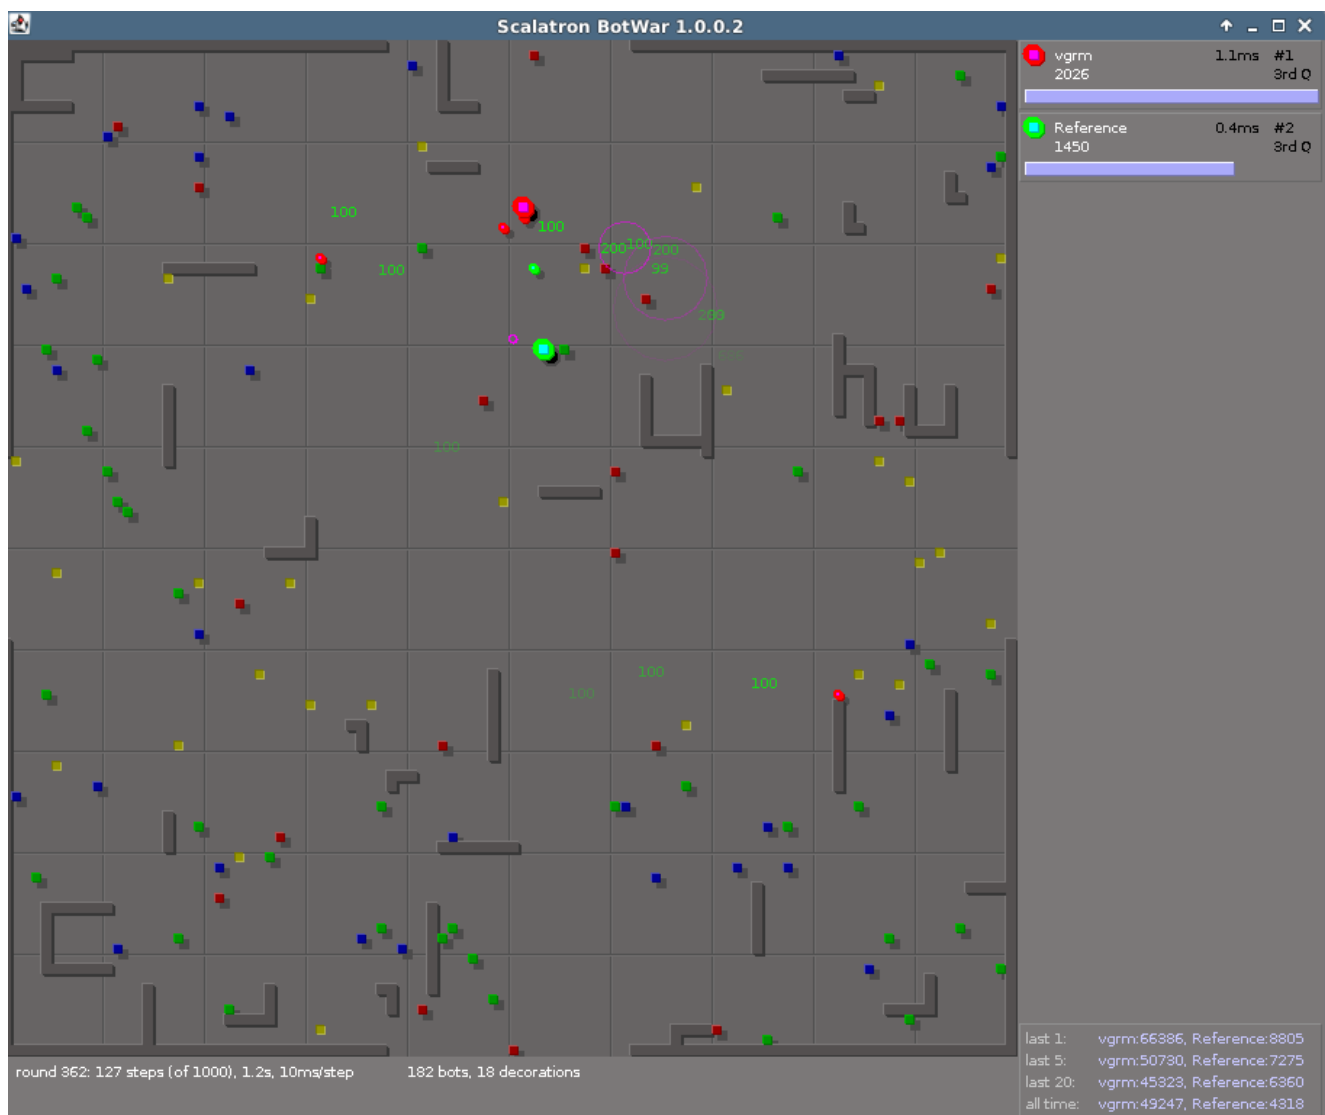 Scalatron BotWar 1.0.0.2
vgrm 1.1ms #1
2026 3rd Q
Reference 0.4ms #2
1450 3rd Q
100
100
200 100 200
100 99
100
100
100
100
100
last 1: vgrm:66386, Reference:8805
last 5: vgrm:50730, Reference:7275
last 20: vgrm:45323, Reference:6360
all time: vgrm:49247, Reference:4318
round 362: 127 steps (of 1000), 1.2s, 10ms/step 182 bots, 18 decorations